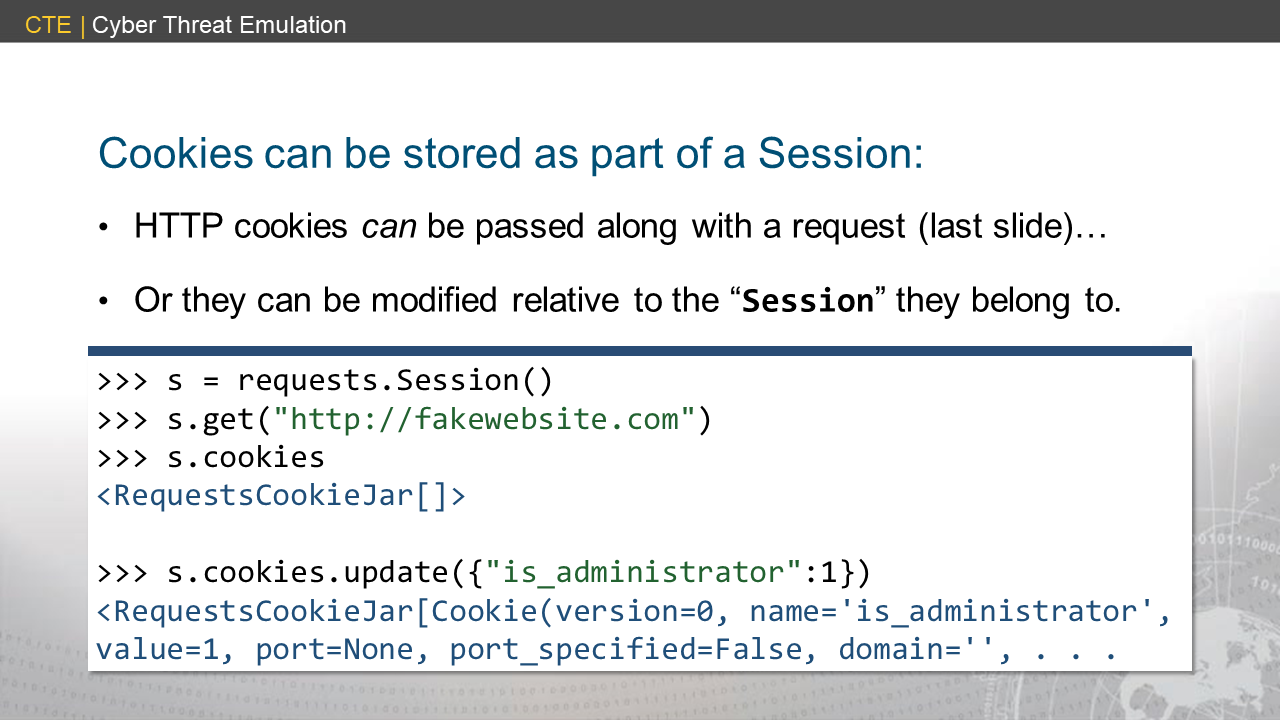 CTE | Cyber Threat Emulation
Cookies can be stored as part of a Session:
• HTTP cookies can be passed along with a request (last slide)…
• Or they can be modified relative to the “Session” they belong to.
>>> s = requests.Session()
>>> s.get("http://fakewebsite.com")
>>> s.cookies
<RequestsCookieJar[]>
>>> s.cookies.update({"is_administrator":1})
<RequestsCookieJar[Cookie(version=0, name='is_administrator',
value=1, port=None, port_specified=False, domain='', . . .